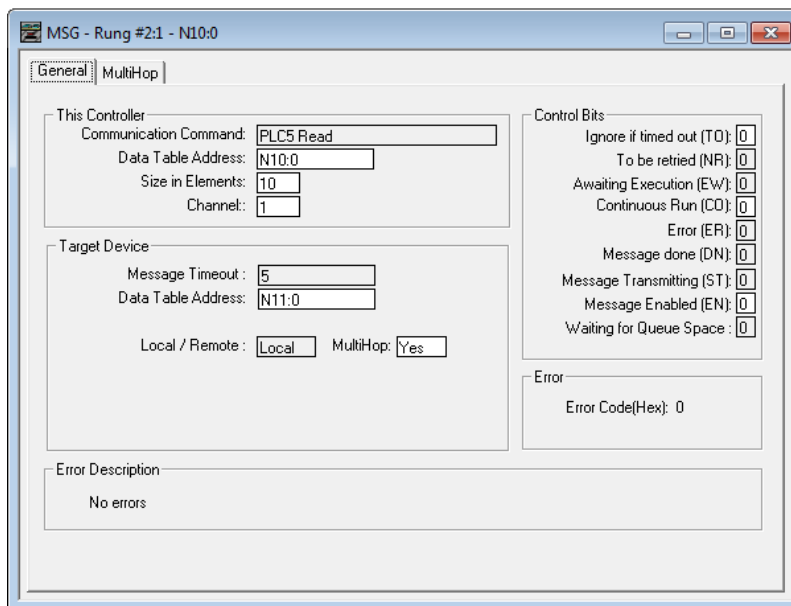 MSG - Rung #2:1 - N10:0
General MultiHop
This Controller
Communication Command: PLC5 Read
Data Table Address: N10:0
Size in Elements: 10
Channel:: 1
Target Device
Message Timeout : 5
Data Table Address: N11:0
Local / Remote : Local MultiHop: Yes
Control Bits
Ignore if timed out (TO): 0
To be retried (NR): 0
Awaiting Execution (EW): 0
Continuous Run (CO): 0
Error (ER): 0
Message done (DN): 0
Message Transmitting (ST): 0
Message Enabled (EN): 0
Waiting for Queue Space : 0
Error
Error Code(Hex): 0
Error Description
No errors